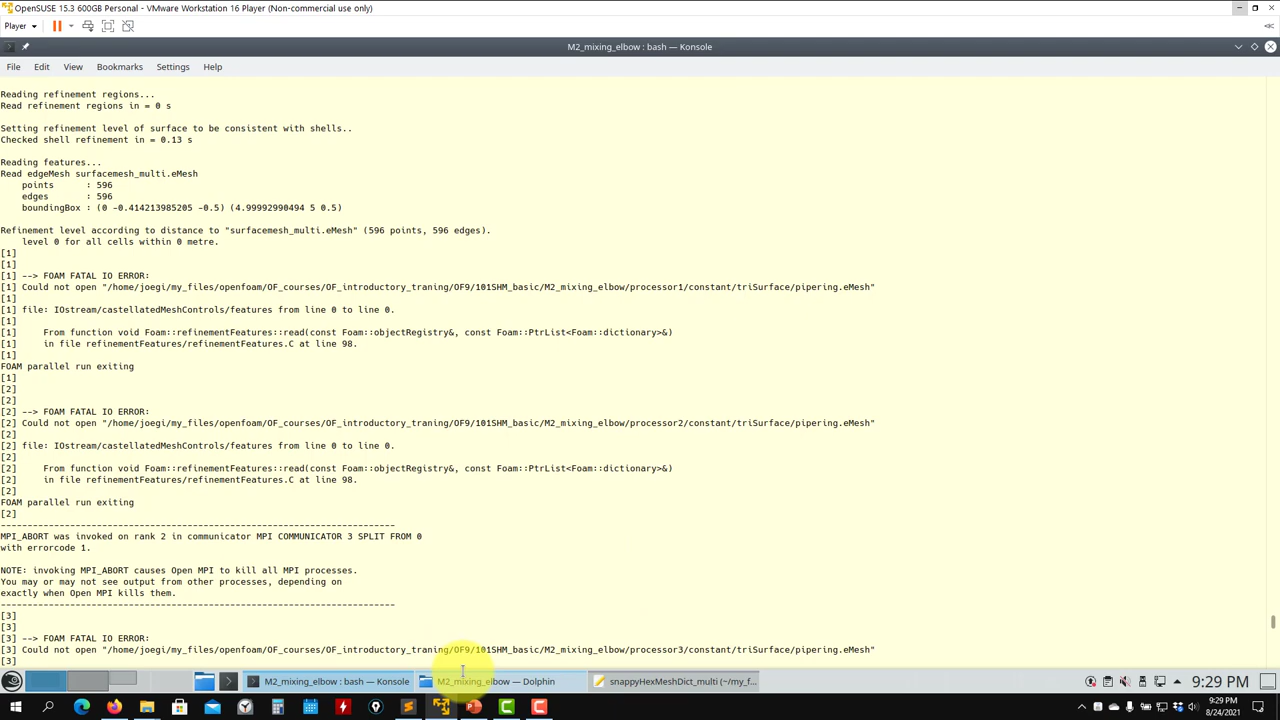 OpenSUSE 15.3 600GB Personal - VMware Workstation 16 Player (Non-commercial use only)
Player
M2_mixing_elbow : bash — Konsole
File Edit View Bookmarks Settings Help
Reading refinement regions...
Read refinement regions in = 0 s
Setting refinement level of surface to be consistent with shells..
Checked shell refinement in = 0.13 s
Reading features...
Read edgeMesh surfacemesh_multi.eMesh
points : 596
edges : 596
boundingBox : (0 -0.414213985205 -0.5) (4.99992990494 5 0.5)
Refinement level according to distance to "surfacemesh_multi.eMesh" (596 points, 596 edges).
level 0 for all cells within 0 metre.
[1]
[1]
[1] --> FOAM FATAL IO ERROR:
[1] Could not open "/home/joegi/my_files/openfoam/OF_courses/OF_introductory_traning/OF9/101SHM_basic/M2_mixing_elbow/processor1/constant/triSurface/pipering.eMesh"
[1]
[1] file: IOstream/castellatedMeshControls/features from line 0 to line 0.
[1]
[1] From function void Foam::refinementFeatures::read(const Foam::objectRegistry&, const Foam::PtrList<Foam::dictionary>&)
[1] in file refinementFeatures/refinementFeatures.C at line 98.
[1]
FOAM parallel run exiting
[1]
[2]
[2]
[2] --> FOAM FATAL IO ERROR:
[2] Could not open "/home/joegi/my_files/openfoam/OF_courses/OF_introductory_traning/OF9/101SHM_basic/M2_mixing_elbow/processor2/constant/triSurface/pipering.eMesh"
[2]
[2] file: IOstream/castellatedMeshControls/features from line 0 to line 0.
[2]
[2] From function void Foam::refinementFeatures::read(const Foam::objectRegistry&, const Foam::PtrList<Foam::dictionary>&)
[2] in file refinementFeatures/refinementFeatures.C at line 98.
[2]
FOAM parallel run exiting
[2]
--------------------------------------------------------------------------
MPI_ABORT was invoked on rank 2 in communicator MPI COMMUNICATOR 3 SPLIT FROM 0
with errorcode 1.
NOTE: invoking MPI_ABORT causes Open MPI to kill all MPI processes.
You may or may not see output from other processes, depending on
exactly when Open MPI kills them.
--------------------------------------------------------------------------
[3]
[3]
[3] --> FOAM FATAL IO ERROR:
[3] Could not open "/home/joegi/my_files/openfoam/OF_courses/OF_introductory_traning/OF9/101SHM_basic/M2_mixing_elbow/processor3/constant/triSurface/pipering.eMesh"
[3]
M2_mixing_elbow : bash — Konsole M2_mixing_elbow — Dolphin snappyHexMeshDict_multi (~/my_f... 9:29 PM
9:29 PM
8/24/2021